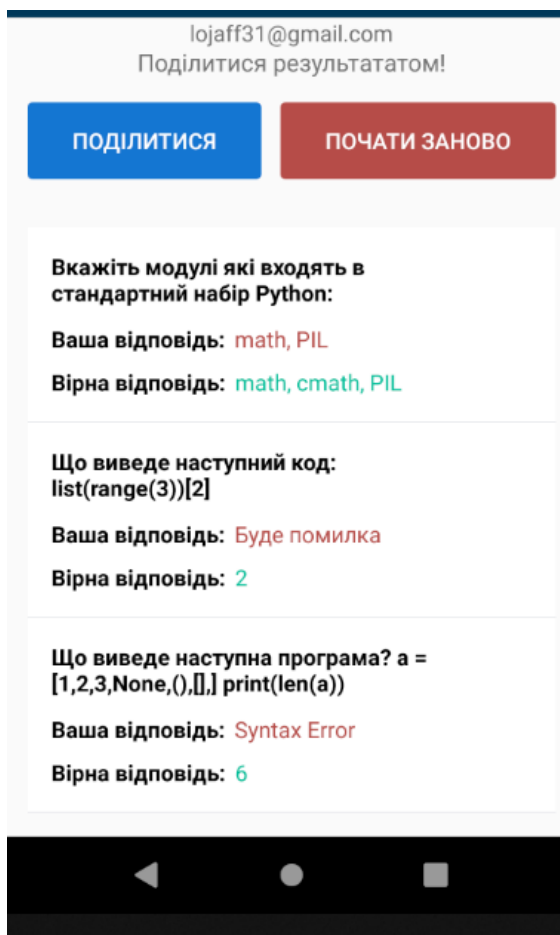 lojaff31@gmail.com
Поділитися результататом!
ПОДІЛИТИСЯ
ПОЧАТИ ЗАНОВО
Вкажіть модулі які входять в
стандартний набір Python:
Ваша відповідь: math, PIL
Вірна відповідь: math, cmath, PIL
Що виведе наступний код:
list(range(3))[2]
Ваша відповідь: Буде помилка
Вірна відповідь: 2
Що виведе наступна програма? a =
[1,2,3,None,(),[],] print(len(a))
Ваша відповідь: Syntax Error
Вірна відповідь: 6